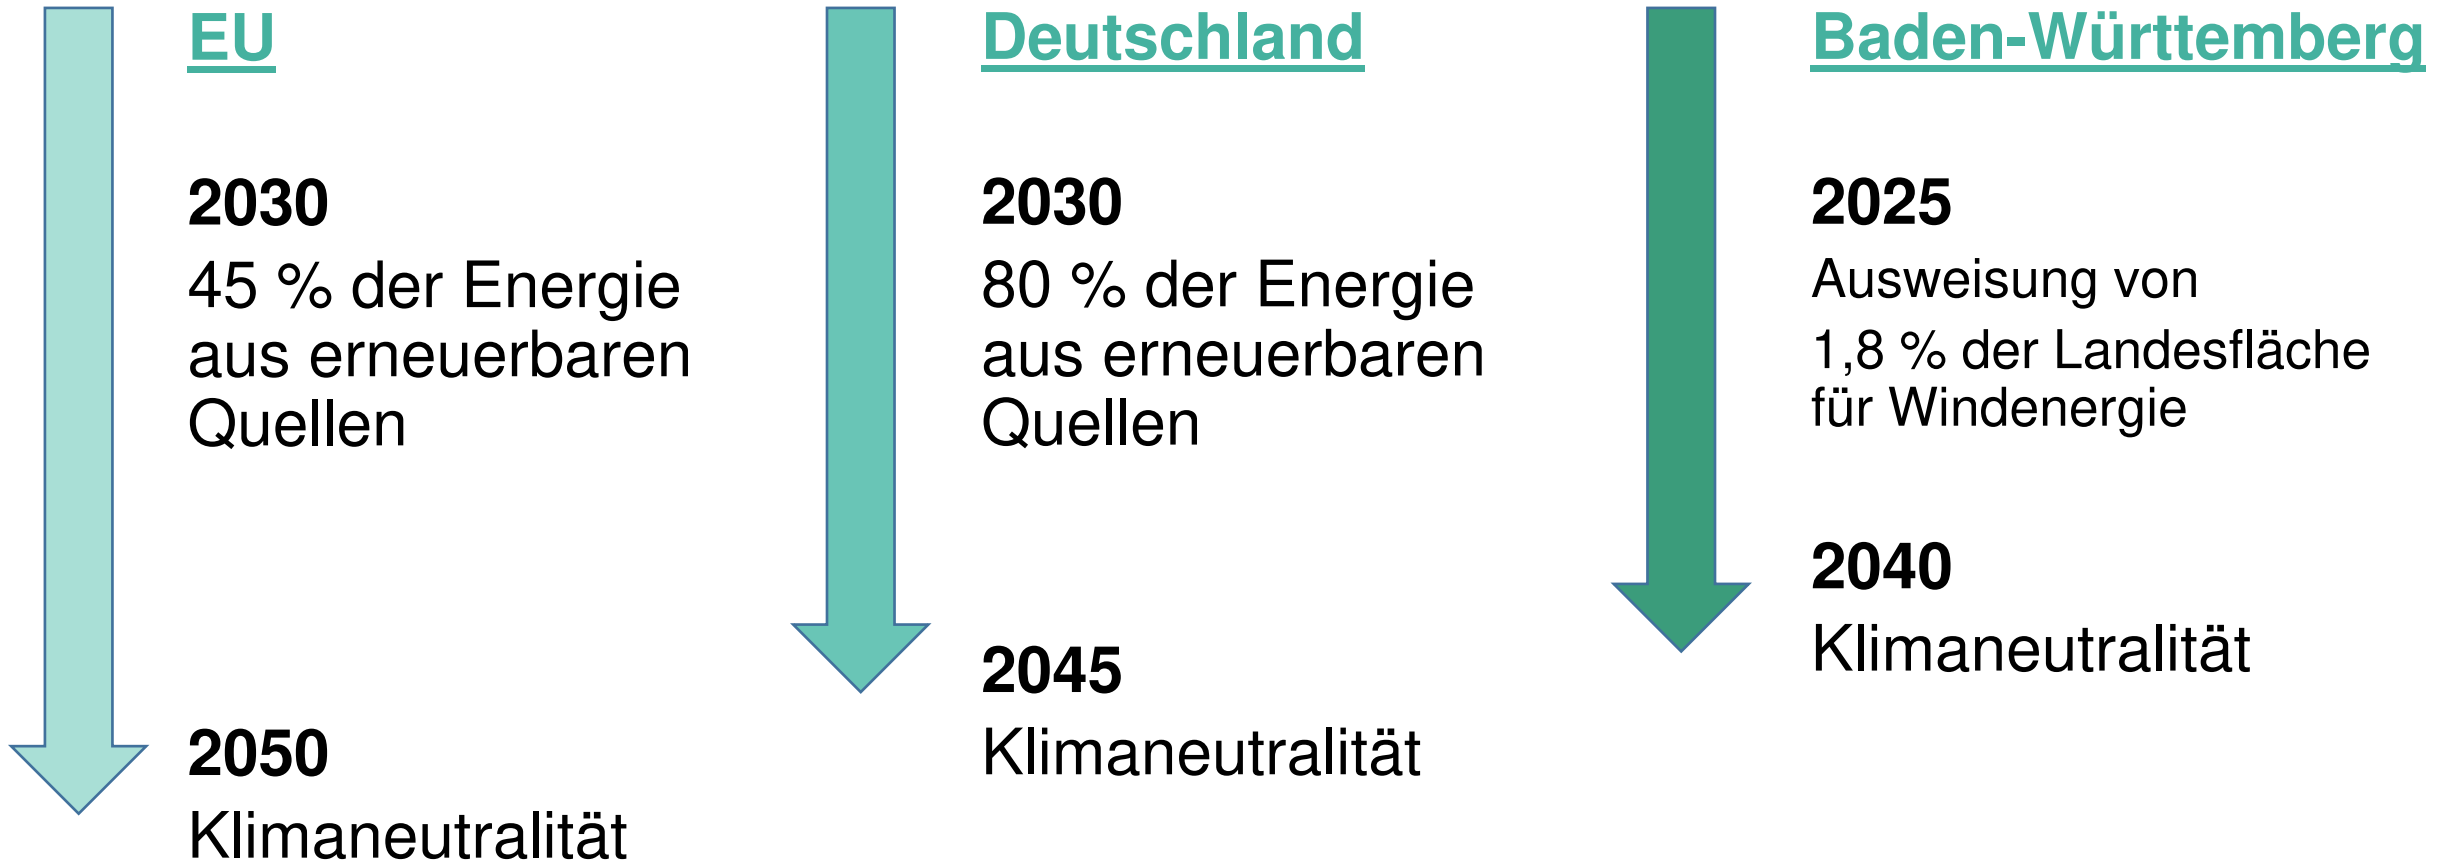 EU
2030
45 % der Energie
aus erneuerbaren
Quellen
2050
Klimaneutralität
Deutschland
2030
80 % der Energie
aus erneuerbaren
Quellen
2045
Klimaneutralität
Baden-Württemberg
2025
Ausweisung von
1,8 % der Landesfläche
für Windenergie
2040
Klimaneutralität